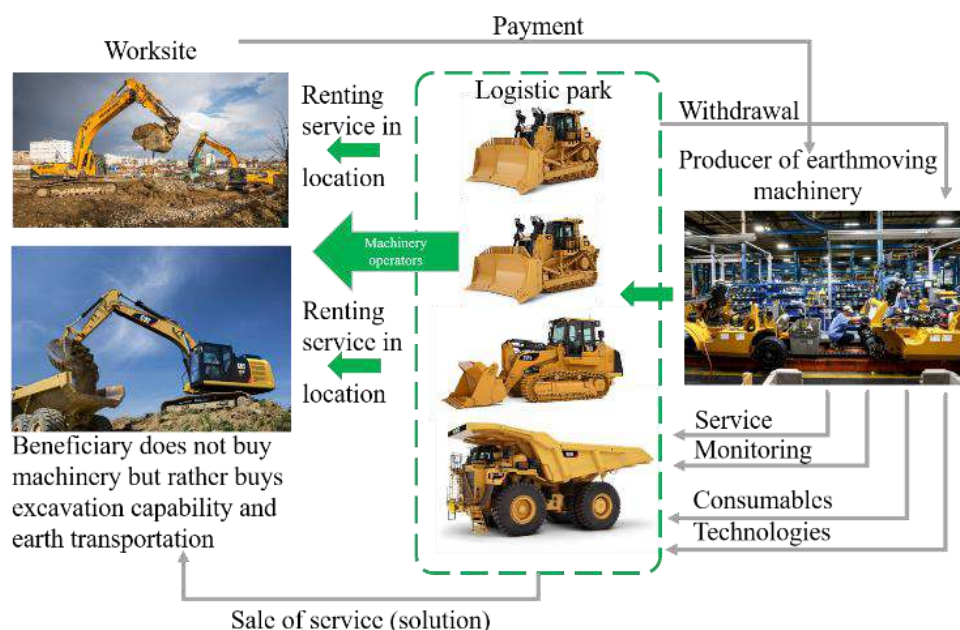 Payment
Worksite
Renting
service in
location
Logistic park
Withdrawal
Producer of earthmoving
machinery
Machinery
operators
Renting
service in
location
Service
Monitoring
Consumables
Technologies
Beneficiary does not buy
machinery but rather buys
excavation capability and
earth transportation
Sale of service (solution)